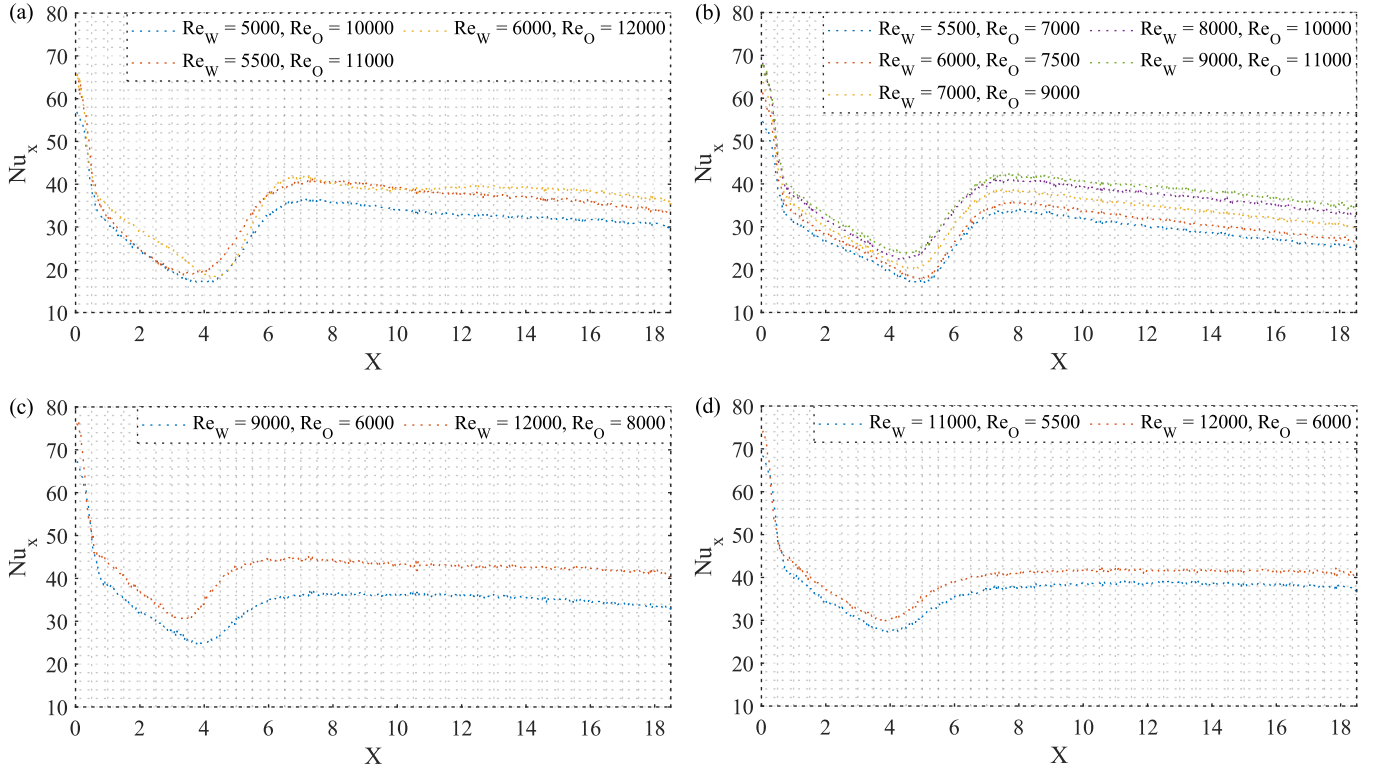 (a)
80
70
60
50
40
30
20
10
Nu_x
Re_W = 5000, Re_O = 10000
Re_W = 6000, Re_O = 12000
Re_W = 5500, Re_O = 11000
0 2 4 6 8 10 12 14 16 18
X
(b)
80
70
60
50
40
30
20
10
Nu_x
Re_W = 5500, Re_O = 7000
Re_W = 8000, Re_O = 10000
Re_W = 6000, Re_O = 7500
Re_W = 9000, Re_O = 11000
Re_W = 7000, Re_O = 9000
0 2 4 6 8 10 12 14 16 18
X
(c)
80
70
60
50
40
30
20
10
Nu_x
Re_W = 9000, Re_O = 6000
Re_W = 12000, Re_O = 8000
0 2 4 6 8 10 12 14 16 18
X
(d)
80
70
60
50
40
30
20
10
Nu_x
Re_W = 11000, Re_O = 5500
Re_W = 12000, Re_O = 6000
0 2 4 6 8 10 12 14 16 18
X